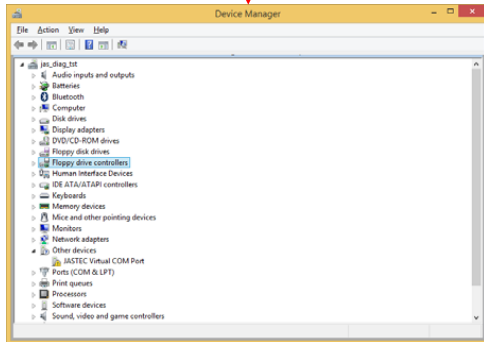 Device Manager
File Action View Help
jas_diag_tst
Audio inputs and outputs
Batteries
Bluetooth
Computer
Disk drives
Display adapters
DVD/CD-ROM drives
Floppy disk drives
Floppy drive controllers
Human Interface Devices
IDE ATA/ATAPI controllers
Keyboards
Memory devices
Mice and other pointing devices
Monitors
Network adapters
Other devices
JASTEC Virtual COM Port
Ports (COM & LPT)
Print queues
Processors
Software devices
Sound, video and game controllers